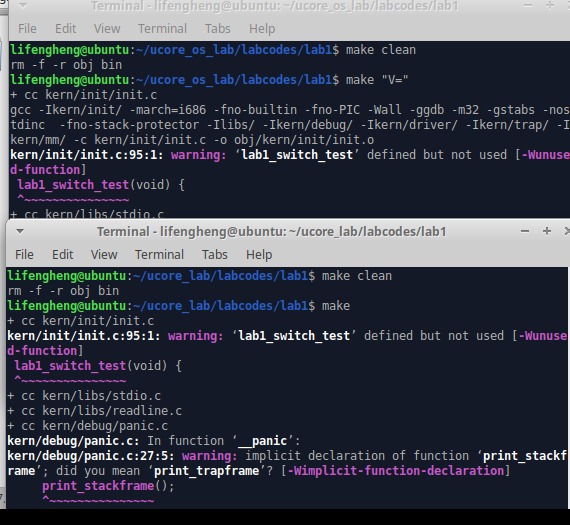 Terminal - lifengheng@ubuntu: ~/ucore_os_lab/labcodes/lab1
File Edit View Terminal Tabs Help
lifengheng@ubuntu:~/ucore_os_lab/labcodes/lab1$ make clean
rm -f -r obj bin
lifengheng@ubuntu:~/ucore_os_lab/labcodes/lab1$ make "V="
+ cc kern/init/init.c
gcc -Ikern/init/ -march=i686 -fno-builtin -fno-PIC -Wall -ggdb -m32 -gstabs -nos
tdinc  -fno-stack-protector -Ilibs/ -Ikern/debug/ -Ikern/driver/ -Ikern/trap/ -I
kern/mm/ -c kern/init/init.c -o obj/kern/init/init.o
kern/init/init.c:95:1: warning: ‘lab1_switch_test’ defined but not used [-Wunuse
d-function]
 lab1_switch_test(void) {
 ^~~~~~~~~~~~~~~~
+ cc kern/libs/stdio.c
Terminal - lifengheng@ubuntu: ~/ucore_lab/labcodes/lab1
File Edit View Terminal Tabs Help
lifengheng@ubuntu:~/ucore_lab/labcodes/lab1$ make clean
rm -f -r obj bin
lifengheng@ubuntu:~/ucore_lab/labcodes/lab1$ make
+ cc kern/init/init.c
kern/init/init.c:95:1: warning: ‘lab1_switch_test’ defined but not used [-Wunuse
d-function]
 lab1_switch_test(void) {
 ^~~~~~~~~~~~~~~~
+ cc kern/libs/stdio.c
+ cc kern/libs/readline.c
+ cc kern/debug/panic.c
kern/debug/panic.c: In function ‘__panic’:
kern/debug/panic.c:27:5: warning: implicit declaration of function ‘print_stackf
rame’; did you mean ‘print_trapframe’? [-Wimplicit-function-declaration]
     print_stackframe();
     ^~~~~~~~~~~~~~~~